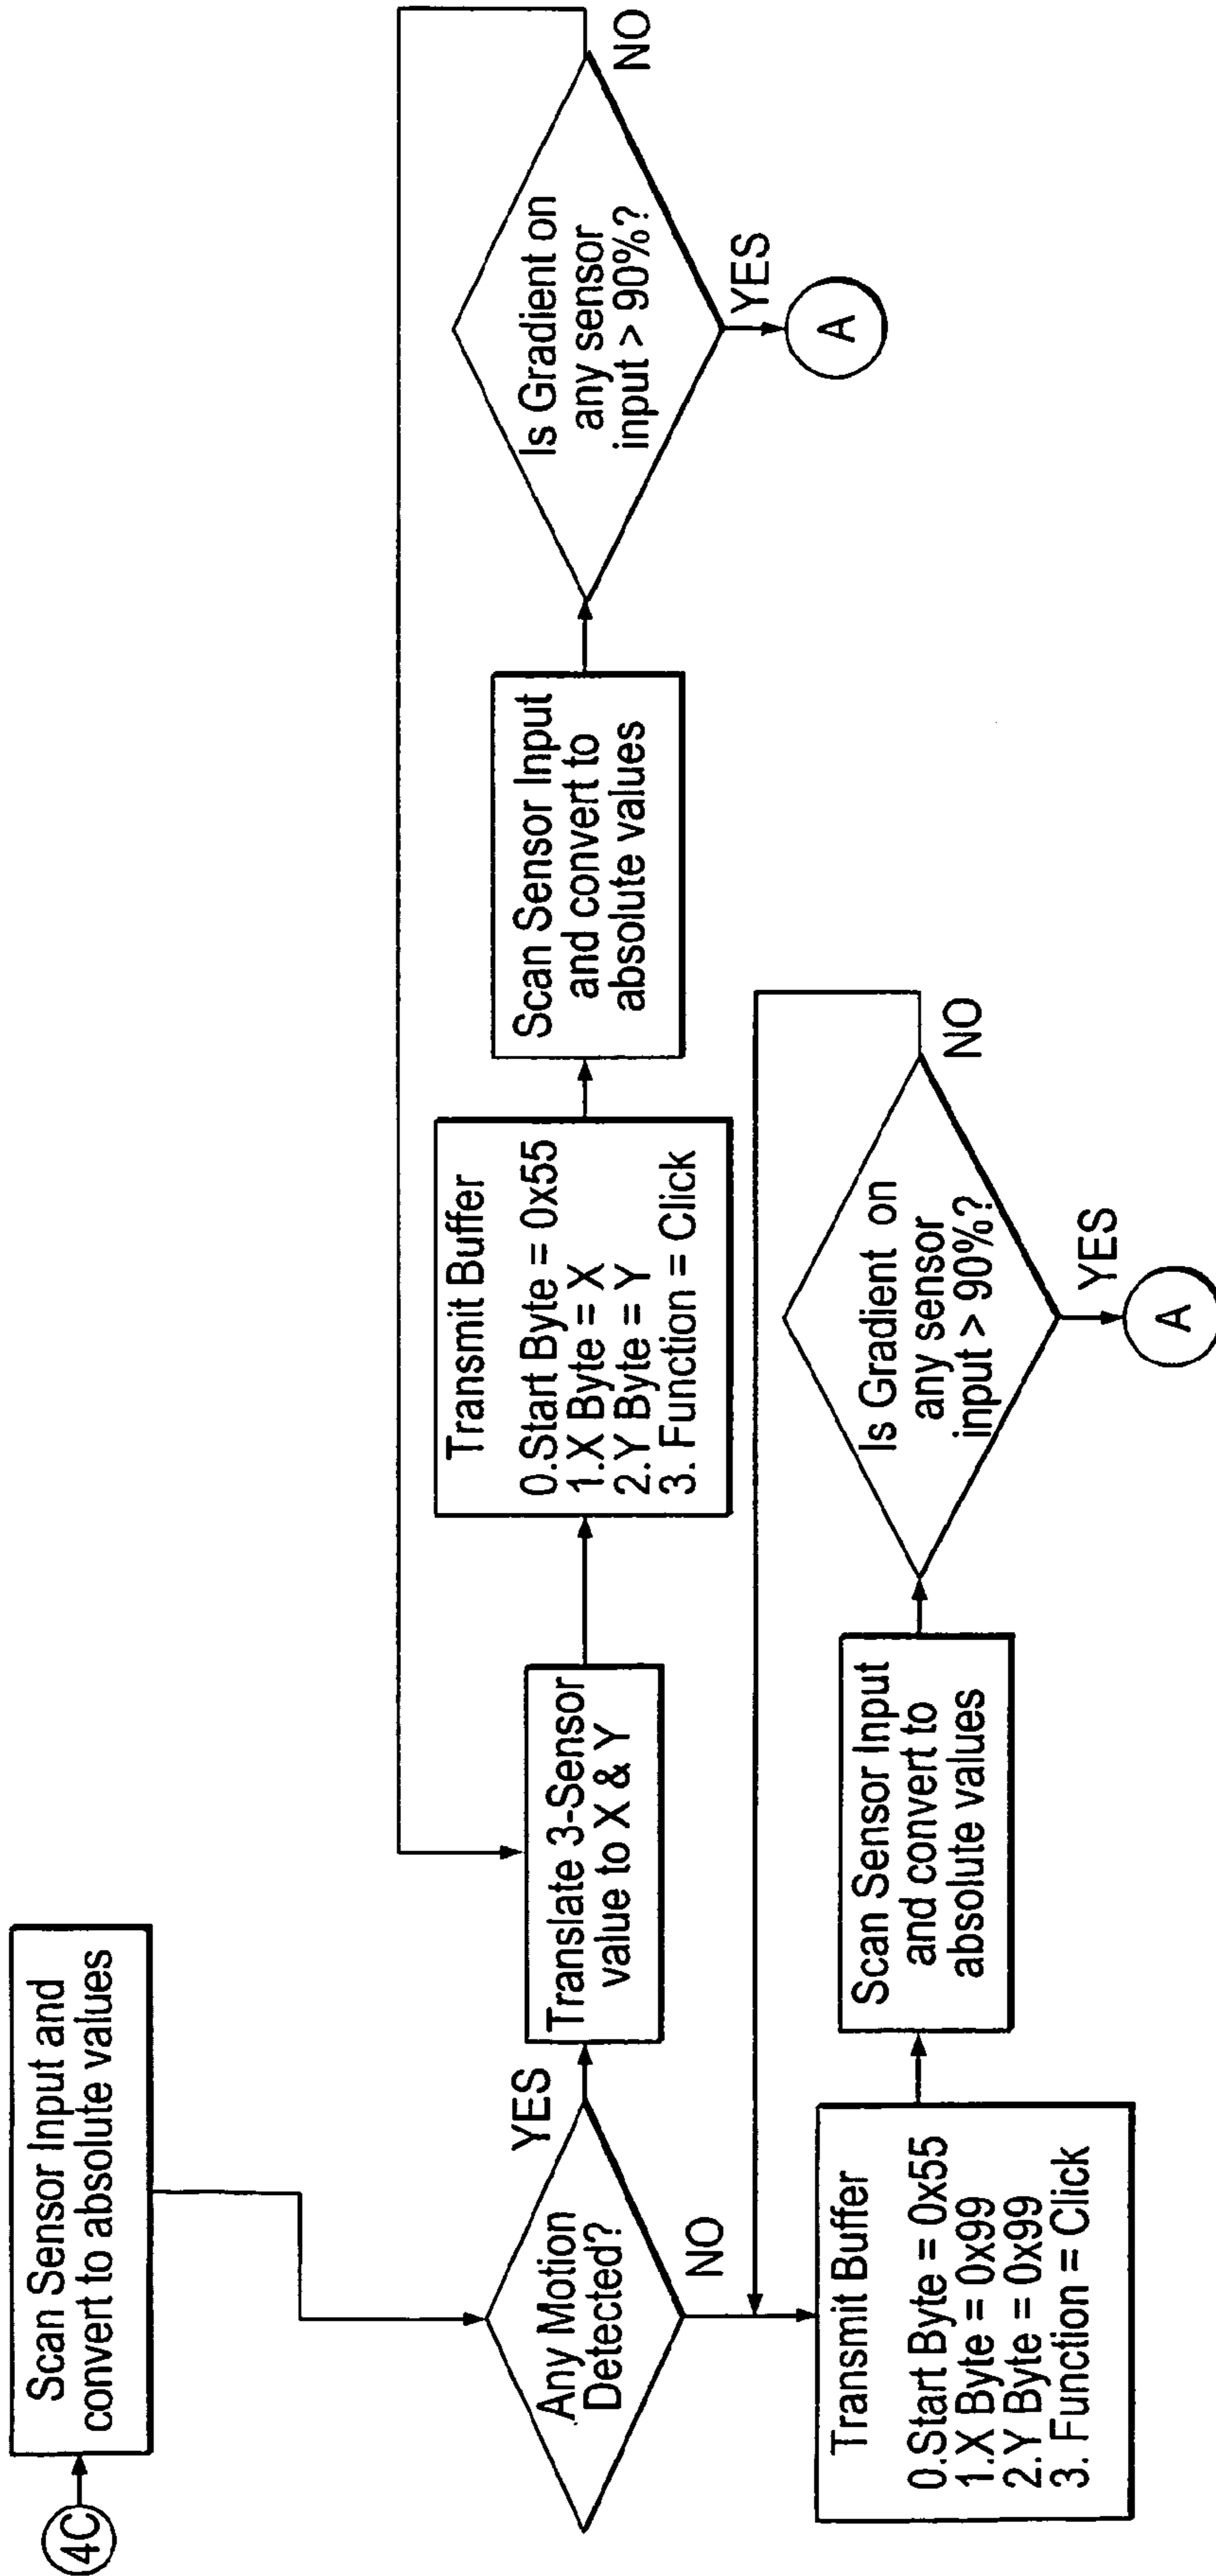 4C
Scan Sensor Input and
convert to absolute values
Any Motion
Detected?
YES
NO
Translate 3-Sensor
value to X & Y
Transmit Buffer
0.Start Byte = 0x55
1.X Byte = X
2.Y Byte = Y
3. Function = Click
Scan Sensor Input
and convert to
absolute values
Is Gradient on
any sensor
input > 90%?
NO
YES
A
Transmit Buffer
0.Start Byte = 0x55
1.X Byte = 0x99
2.Y Byte = 0x99
3. Function = Click
Scan Sensor Input
and convert to
absolute values
Is Gradient on
any sensor
input > 90%?
NO
YES
A